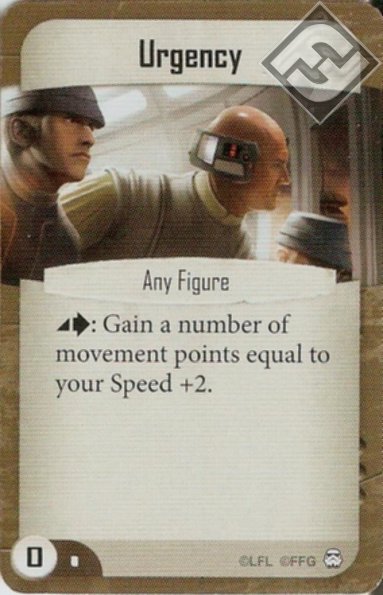 Urgency
Any Figure
: Gain a number of
movement points equal to
your Speed +2.
0
©LFL ©FFG